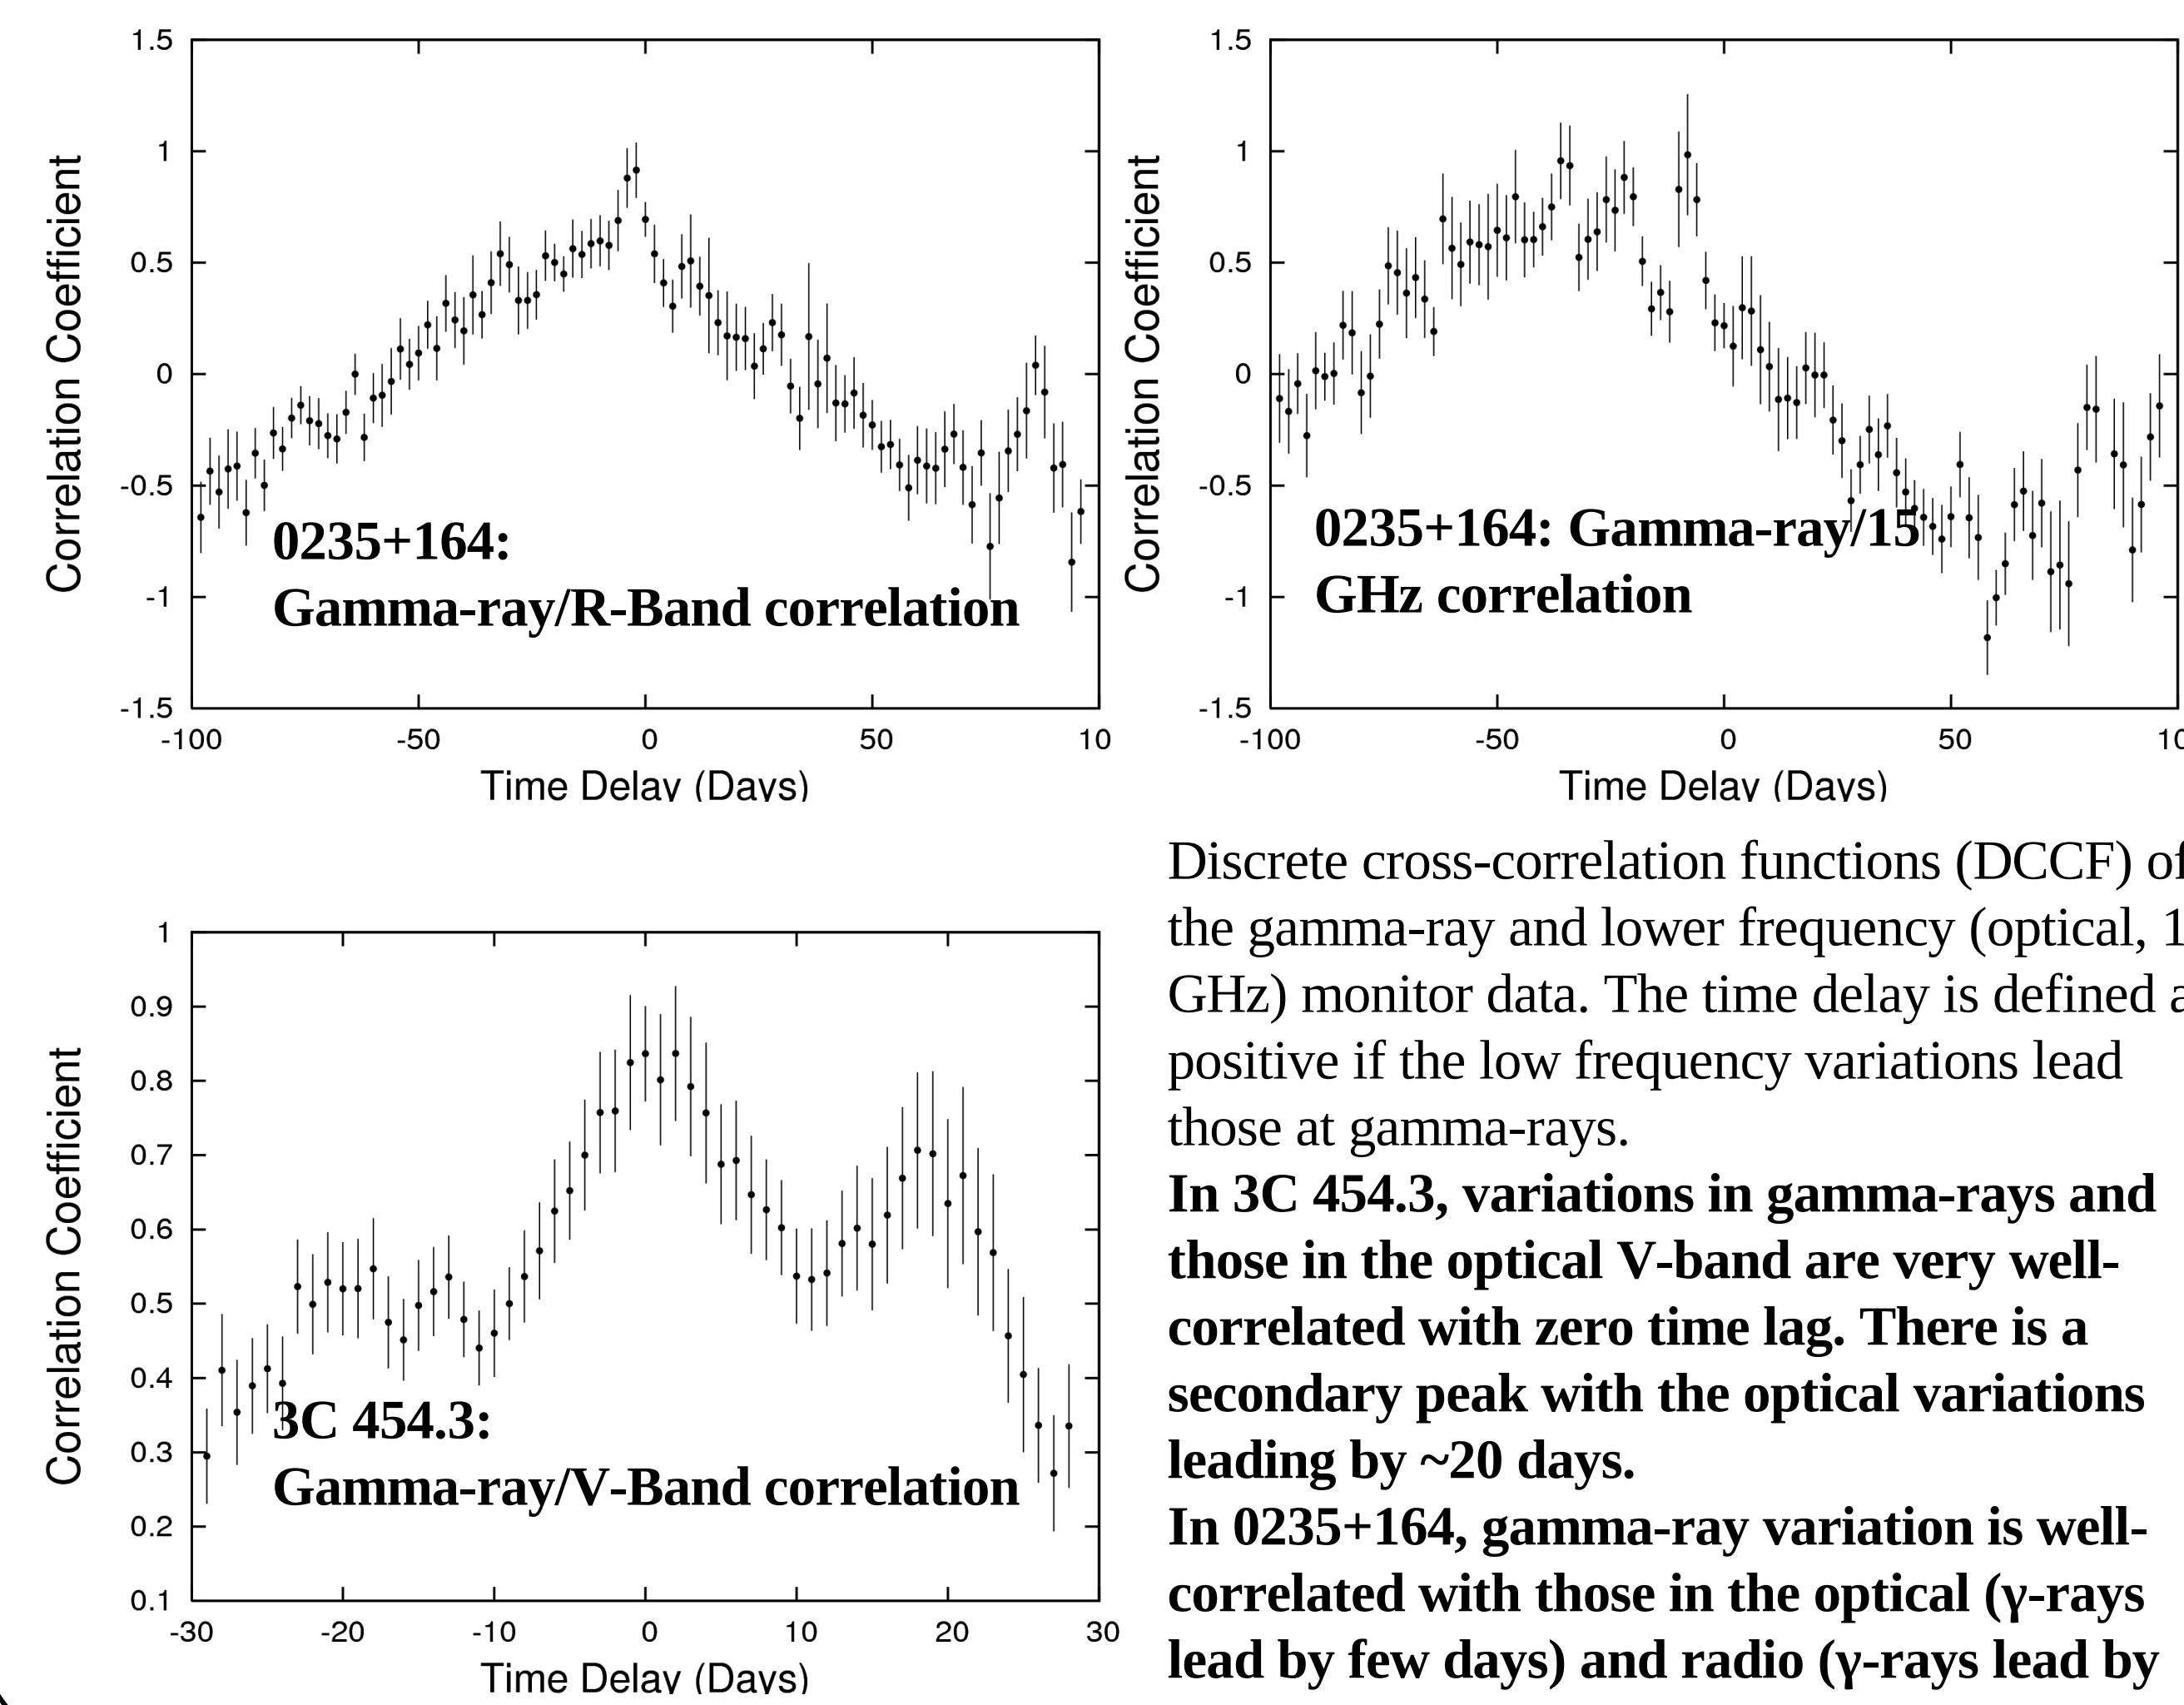 1.5
1
0.5
0
-0.5
-1
-1.5
Correlation Coefficient
0235+164:
Gamma-ray/R-Band correlation
-100 -50 0 50 10
Time Delay (Days)
1.5
1
0.5
0
-0.5
-1
-1.5
Correlation Coefficient
0235+164: Gamma-ray/15
GHz correlation
-100 -50 0 50 10
Time Delay (Days)
1
0.9
0.8
0.7
0.6
0.5
0.4
0.3
0.2
0.1
Correlation Coefficient
3C 454.3:
Gamma-ray/V-Band correlation
-30 -20 -10 0 10 20 30
Time Delay (Days)
Discrete cross-correlation functions (DCCF) of
the gamma-ray and lower frequency (optical, 1
GHz) monitor data. The time delay is defined a
positive if the low frequency variations lead
those at gamma-rays.
In 3C 454.3, variations in gamma-rays and
those in the optical V-band are very well-
correlated with zero time lag. There is a
secondary peak with the optical variations
leading by ~20 days.
In 0235+164, gamma-ray variation is well-
correlated with those in the optical (γ-rays
lead by few days) and radio (γ-rays lead by